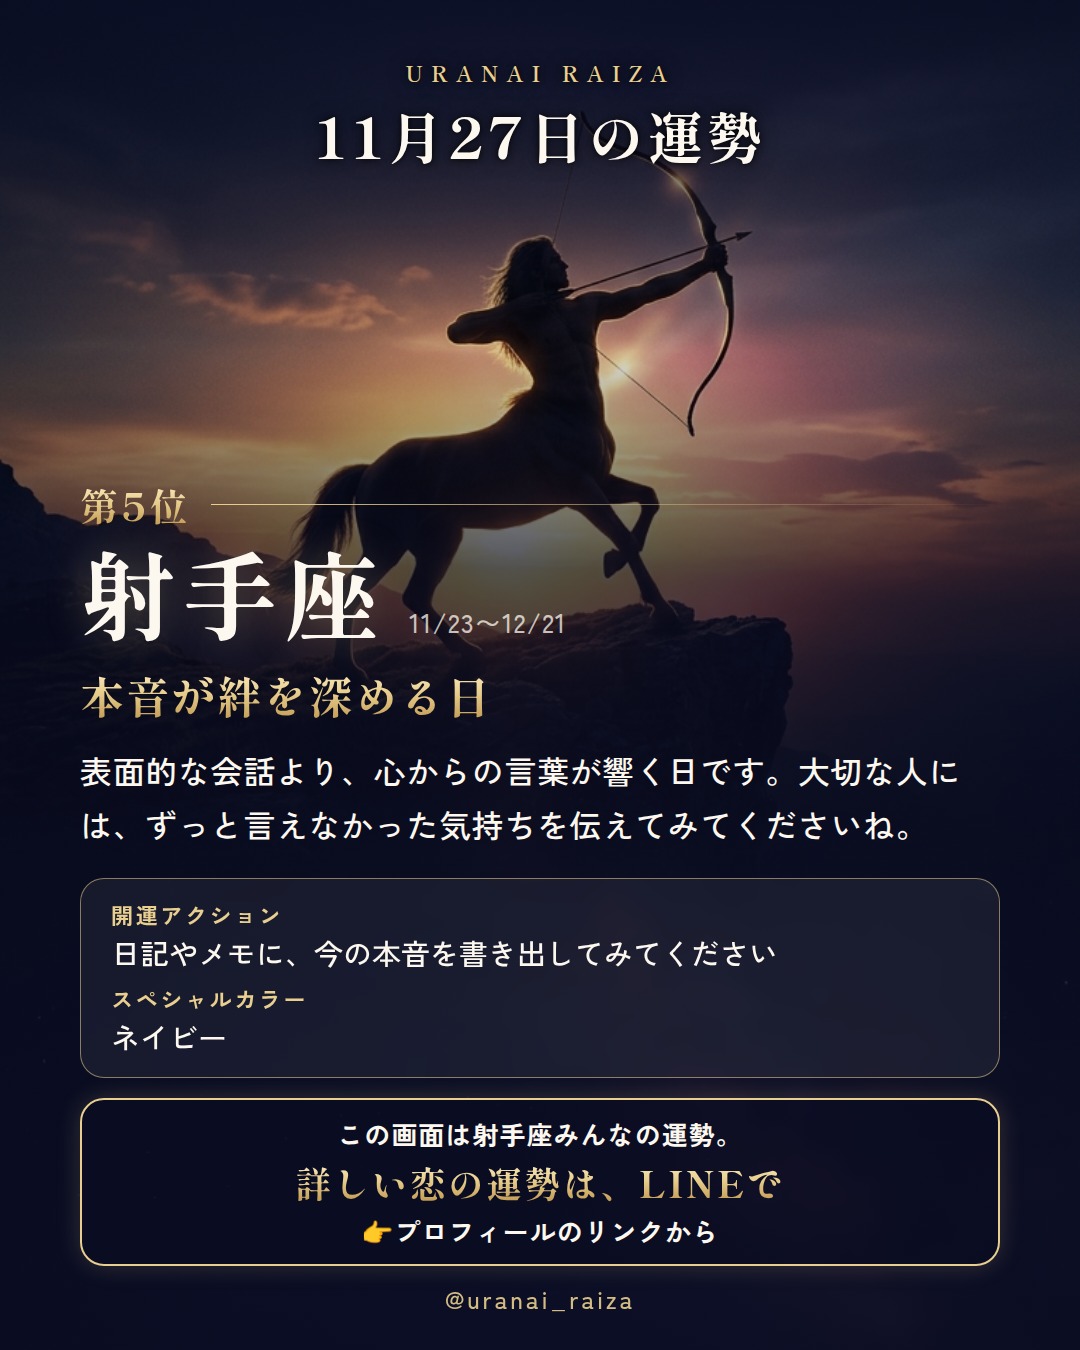 URANAI RAIZA
11月27日の運勢
第5位
射手座 11/23〜12/21
本音が絆を深める日
表面的な会話より、心からの言葉が響く日です。大切な人に
は、ずっと言えなかった気持ちを伝えてみてくださいね。
開運アクション
日記やメモに、今の本音を書き出してみてください
スペシャルカラー
ネイビー
この画面は射手座みんなの運勢。
詳しい恋の運勢は、LINEで
👉プロフィールのリンクから
@uranai_raiza